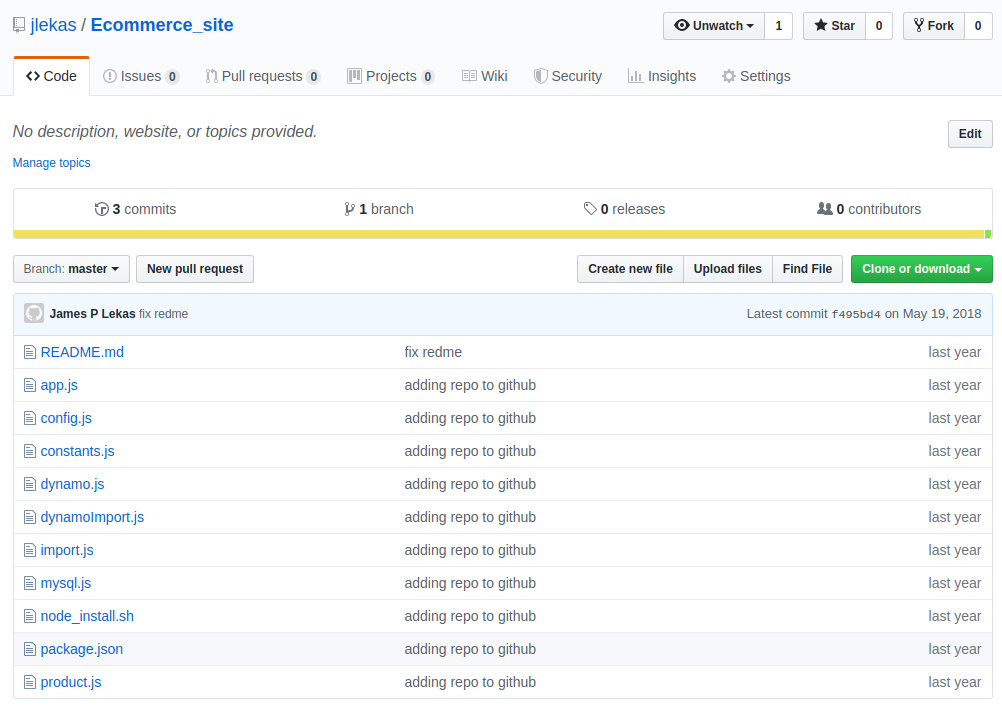 jlekas / Ecommerce_site Unwatch 1 Star 0 Fork 0
Code Issues 0 Pull requests 0 Projects 0 Wiki Security Insights Settings
No description, website, or topics provided. Edit
Manage topics
3 commits 1 branch 0 releases 0 contributors
Branch: master New pull request Create new file Upload files Find File Clone or download
James P Lekas fix redme Latest commit f495bd4 on May 19, 2018
README.md fix redme last year
app.js adding repo to github last year
config.js adding repo to github last year
constants.js adding repo to github last year
dynamo.js adding repo to github last year
dynamoImport.js adding repo to github last year
import.js adding repo to github last year
mysql.js adding repo to github last year
node_install.sh adding repo to github last year
package.json adding repo to github last year
product.js adding repo to github last year